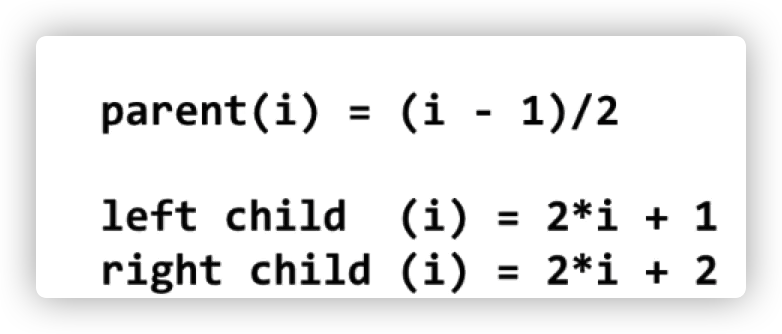 parent(i) = (i - 1)/2
left child  (i) = 2*i + 1
right child (i) = 2*i + 2